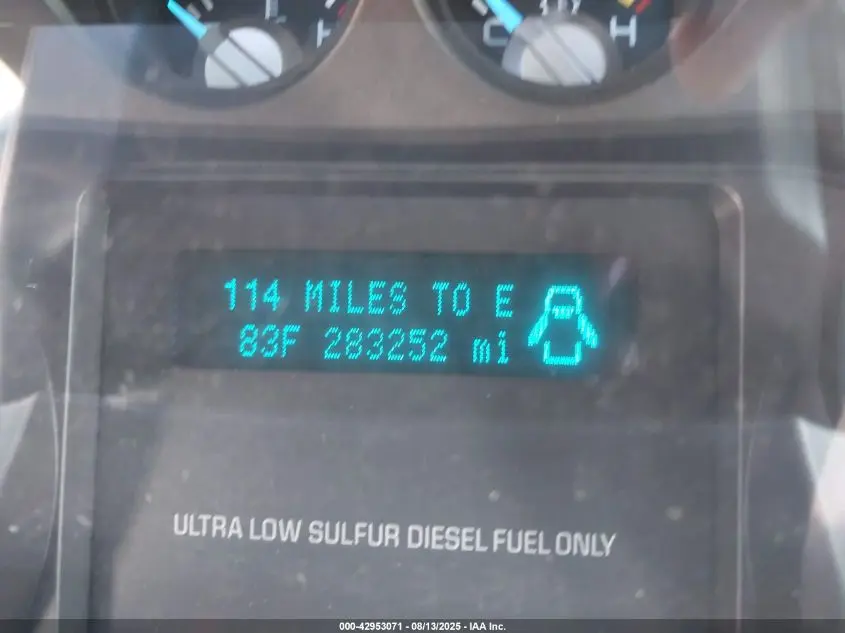 H
C H
114 MILES TO E
83F 283252 mi
ULTRA LOW SULFUR DIESEL FUEL ONLY
000-42953071 - 08/13/2025 - IAA Inc.